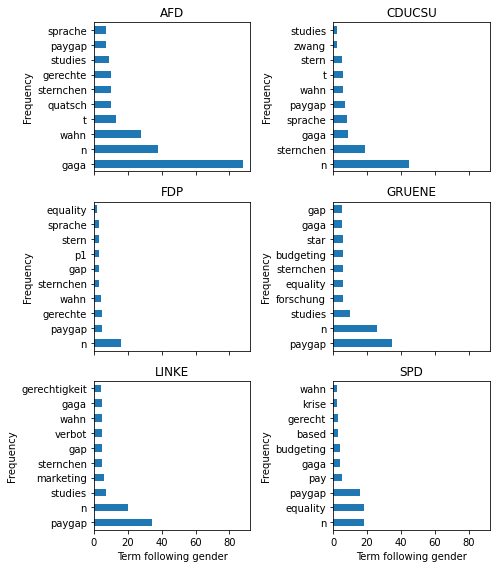 AFD
sprache
paygap
studies
gerechte
sternchen
quatsch
t
wahn
n
gaga
Frequency
CDUCSU
studies
zwang
stern
t
wahn
paygap
sprache
gaga
sternchen
n
Frequency
FDP
equality
sprache
stern
p1
gap
sternchen
wahn
gerechte
paygap
n
Frequency
GRUENE
gap
gaga
star
budgeting
sternchen
equality
forschung
studies
n
paygap
Frequency
LINKE
gerechtigkeit
gaga
wahn
verbot
gap
sternchen
marketing
studies
n
paygap
Frequency
0 20 40 60 80
Term following gender
SPD
wahn
krise
gerecht
based
budgeting
gaga
pay
paygap
equality
n
Frequency
0 20 40 60 80
Term following gender